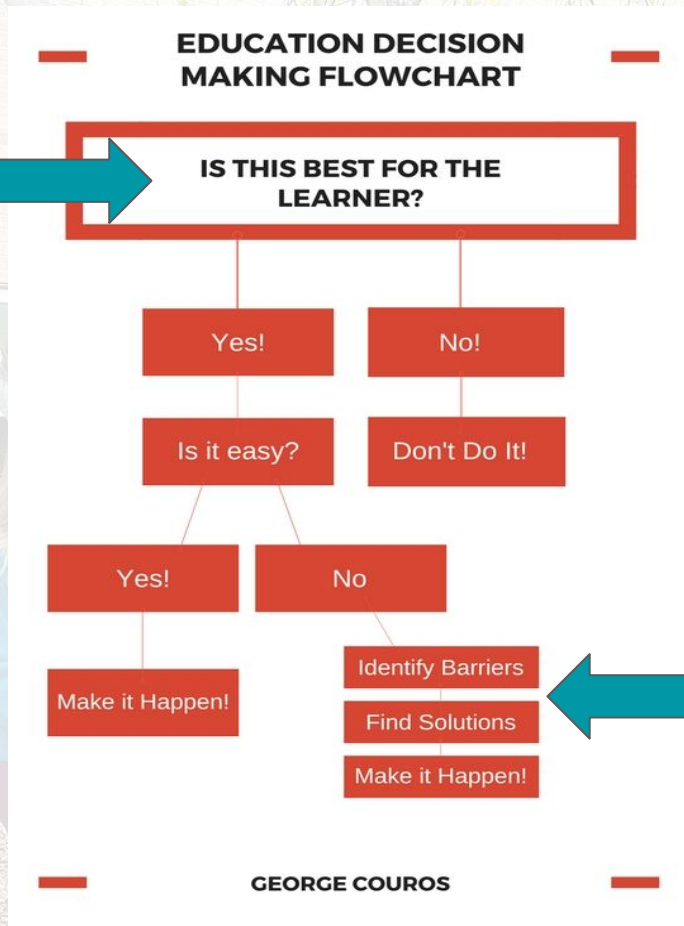 EDUCATION DECISION
MAKING FLOWCHART
IS THIS BEST FOR THE
LEARNER?
Yes!
No!
Is it easy?
Don't Do It!
Yes!
No
Identify Barriers
Make it Happen!
Find Solutions
Make it Happen!
GEORGE COUROS